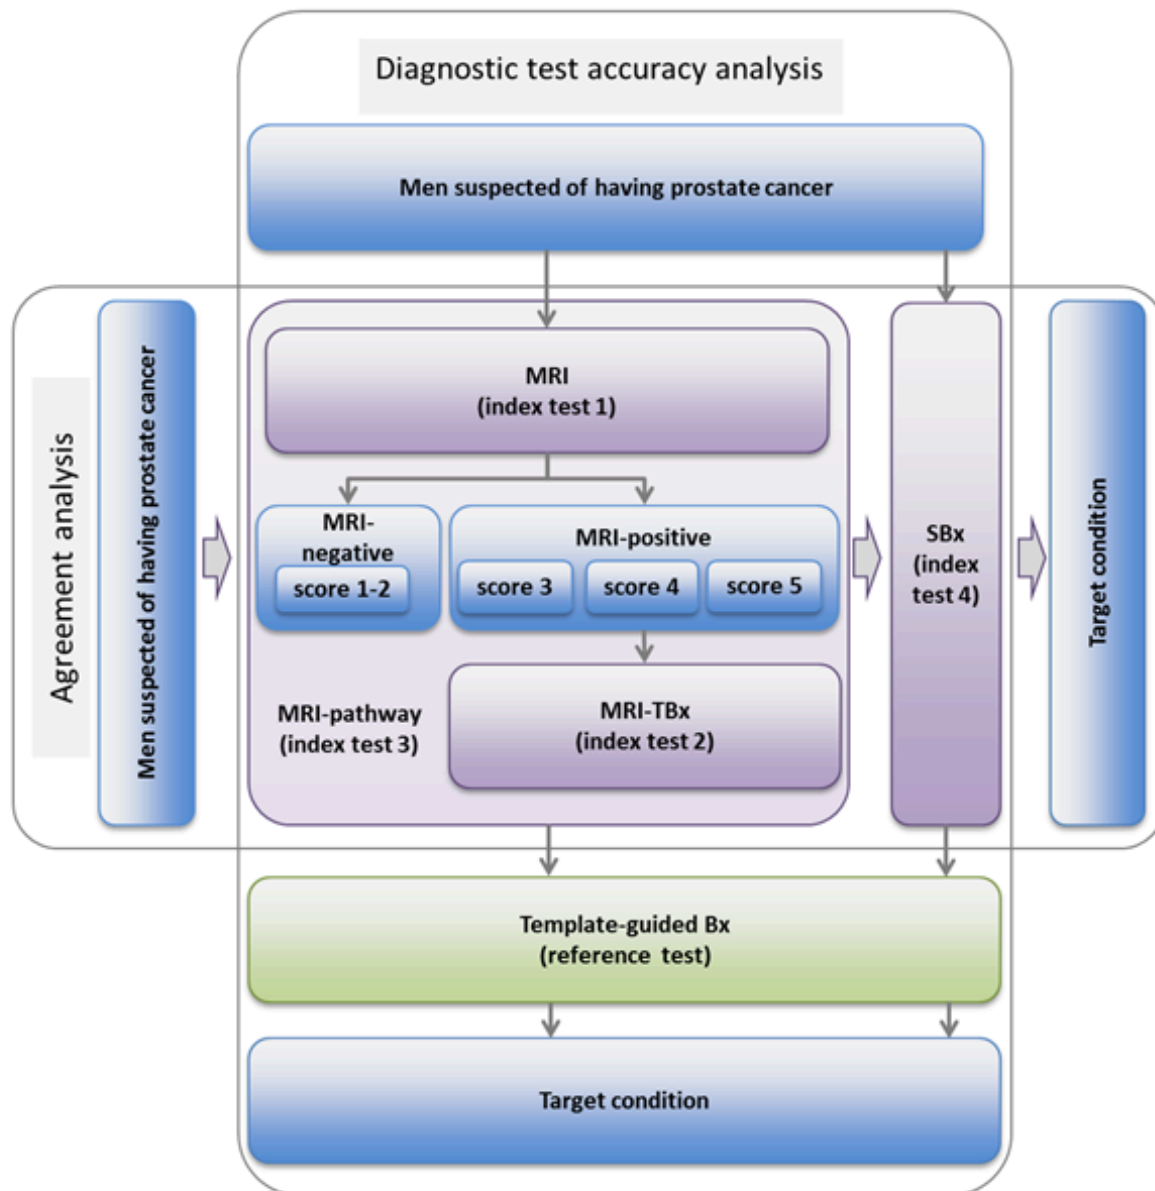 Diagnostic test accuracy analysis
Men suspected of having prostate cancer
Agreement analysis
Men suspected of having prostate cancer
MRI
(index test 1)
MRI-
negative
score 1-2
MRI-positive
score 3
score 4
score 5
MRI-pathway
(index test 3)
MRI-TBx
(index test 2)
SBx
(index
test 4)
Target condition
Template-guided Bx
(reference test)
Target condition